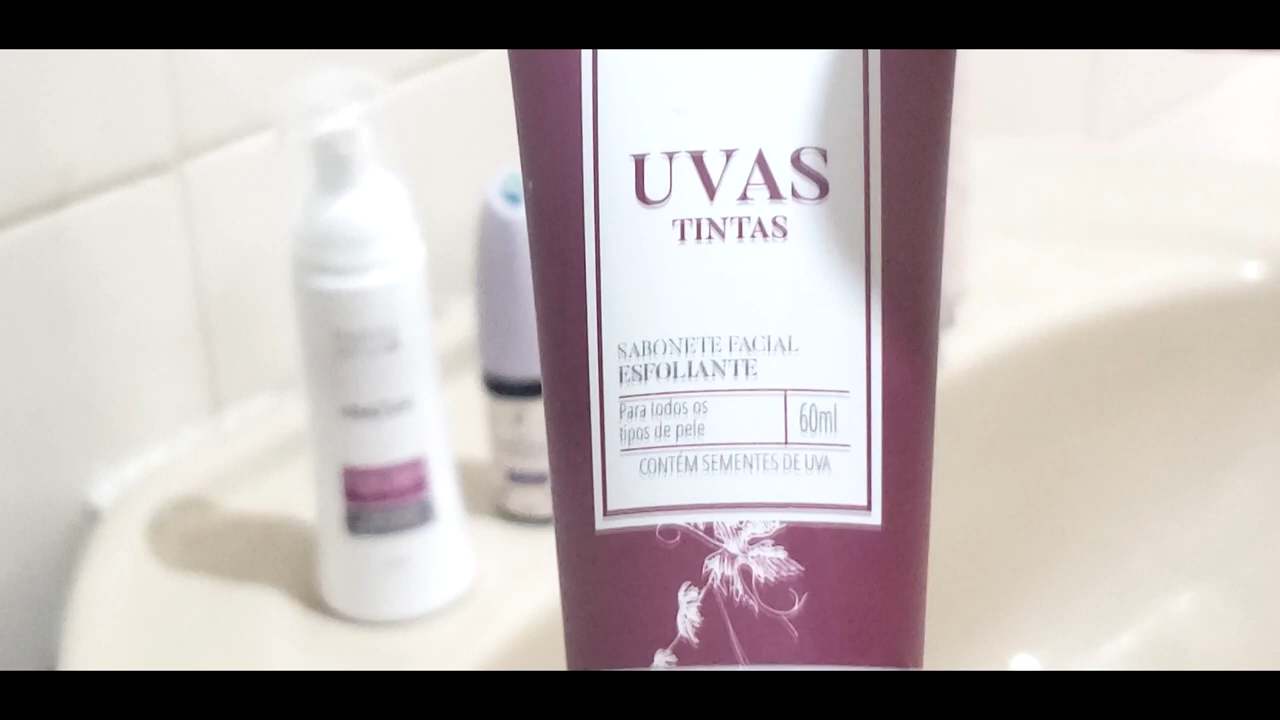 UVAS
TINTAS
SABONETE FACIAL
ESFOLIANTE
Para todos os
tipos de pele
60ml
CONTÉM SEMENTES DE UVA